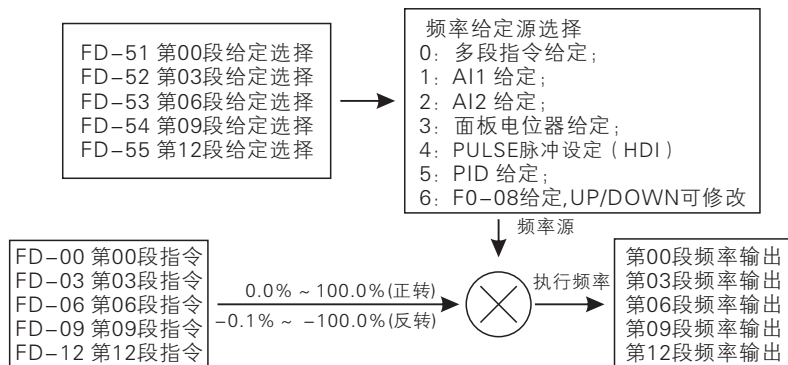 FD-51 第00段给定选择
FD-52 第03段给定选择
FD-53 第06段给定选择
FD-54 第09段给定选择
FD-55 第12段给定选择
频率给定源选择
0：多段指令给定；
1：AI1 给定；
2：AI2 给定；
3：面板电位器给定；
4：PULSE脉冲设定（HDI）
5：PID 给定；
6：F0-08给定,UP/DOWN可修改
频率源
FD-00 第00段指令
FD-03 第03段指令
FD-06 第06段指令
FD-09 第09段指令
FD-12 第12段指令
0.0% ~ 100.0%(正转)
-0.1% ~ -100.0%(反转)
执行频率
第00段频率输出
第03段频率输出
第06段频率输出
第09段频率输出
第12段频率输出